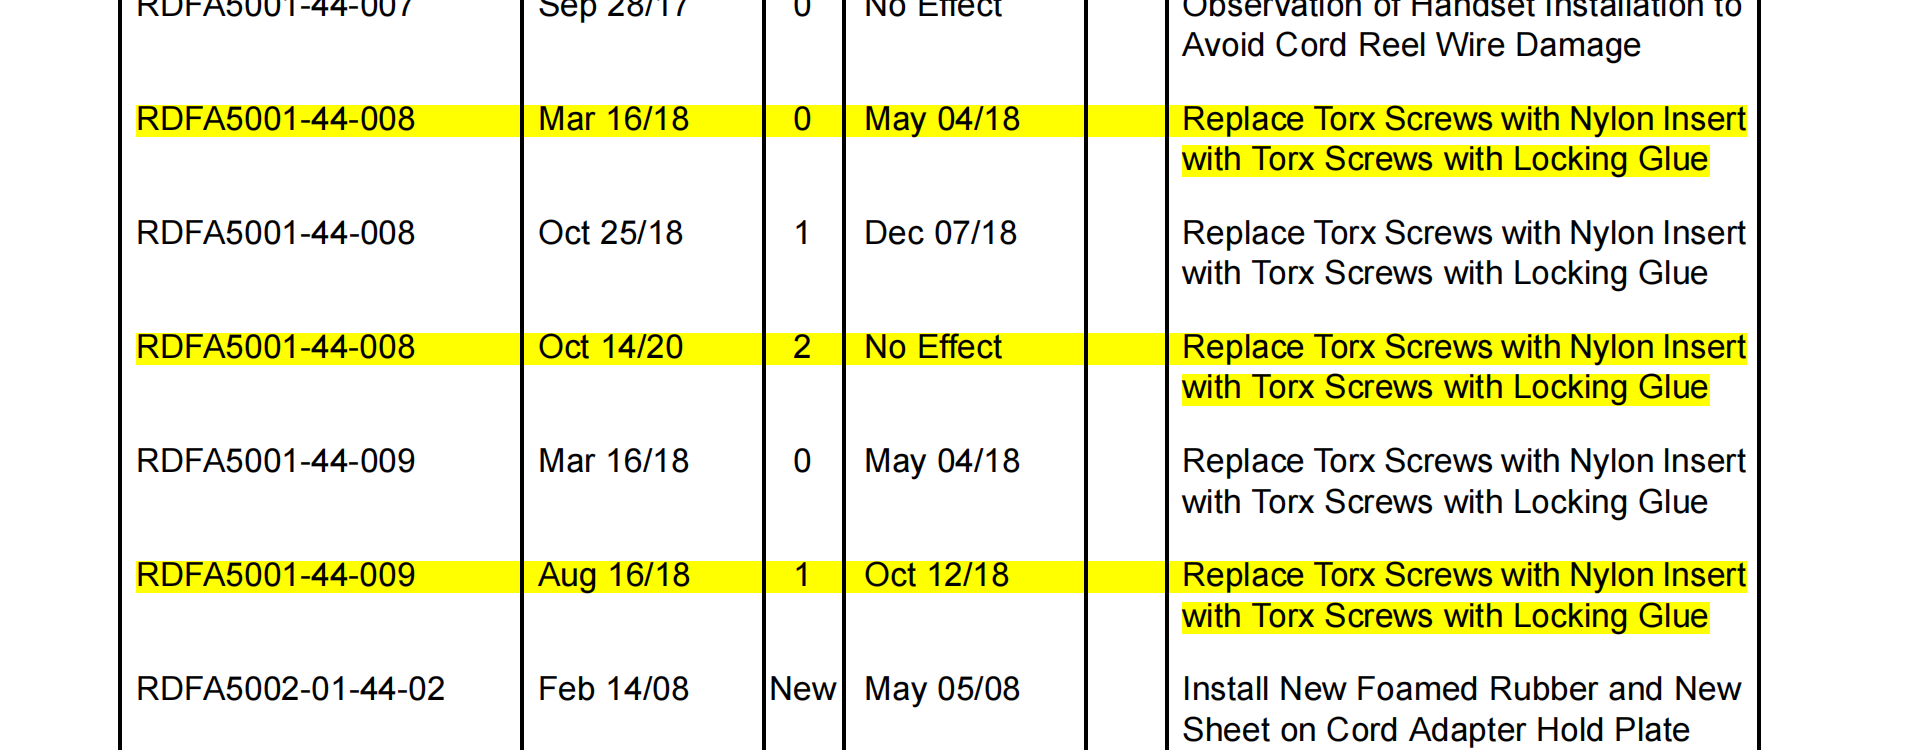 RDFA5001-44-007 Sep 28/17 0 No Effect Observation of Handset Installation to
Avoid Cord Reel Wire Damage
RDFA5001-44-008 Mar 16/18 0 May 04/18 Replace Torx Screws with Nylon Insert
with Torx Screws with Locking Glue
RDFA5001-44-008 Oct 25/18 1 Dec 07/18 Replace Torx Screws with Nylon Insert
with Torx Screws with Locking Glue
RDFA5001-44-008 Oct 14/20 2 No Effect Replace Torx Screws with Nylon Insert
with Torx Screws with Locking Glue
RDFA5001-44-009 Mar 16/18 0 May 04/18 Replace Torx Screws with Nylon Insert
with Torx Screws with Locking Glue
RDFA5001-44-009 Aug 16/18 1 Oct 12/18 Replace Torx Screws with Nylon Insert
with Torx Screws with Locking Glue
RDFA5002-01-44-02 Feb 14/08 New May 05/08 Install New Foamed Rubber and New
Sheet on Cord Adapter Hold Plate